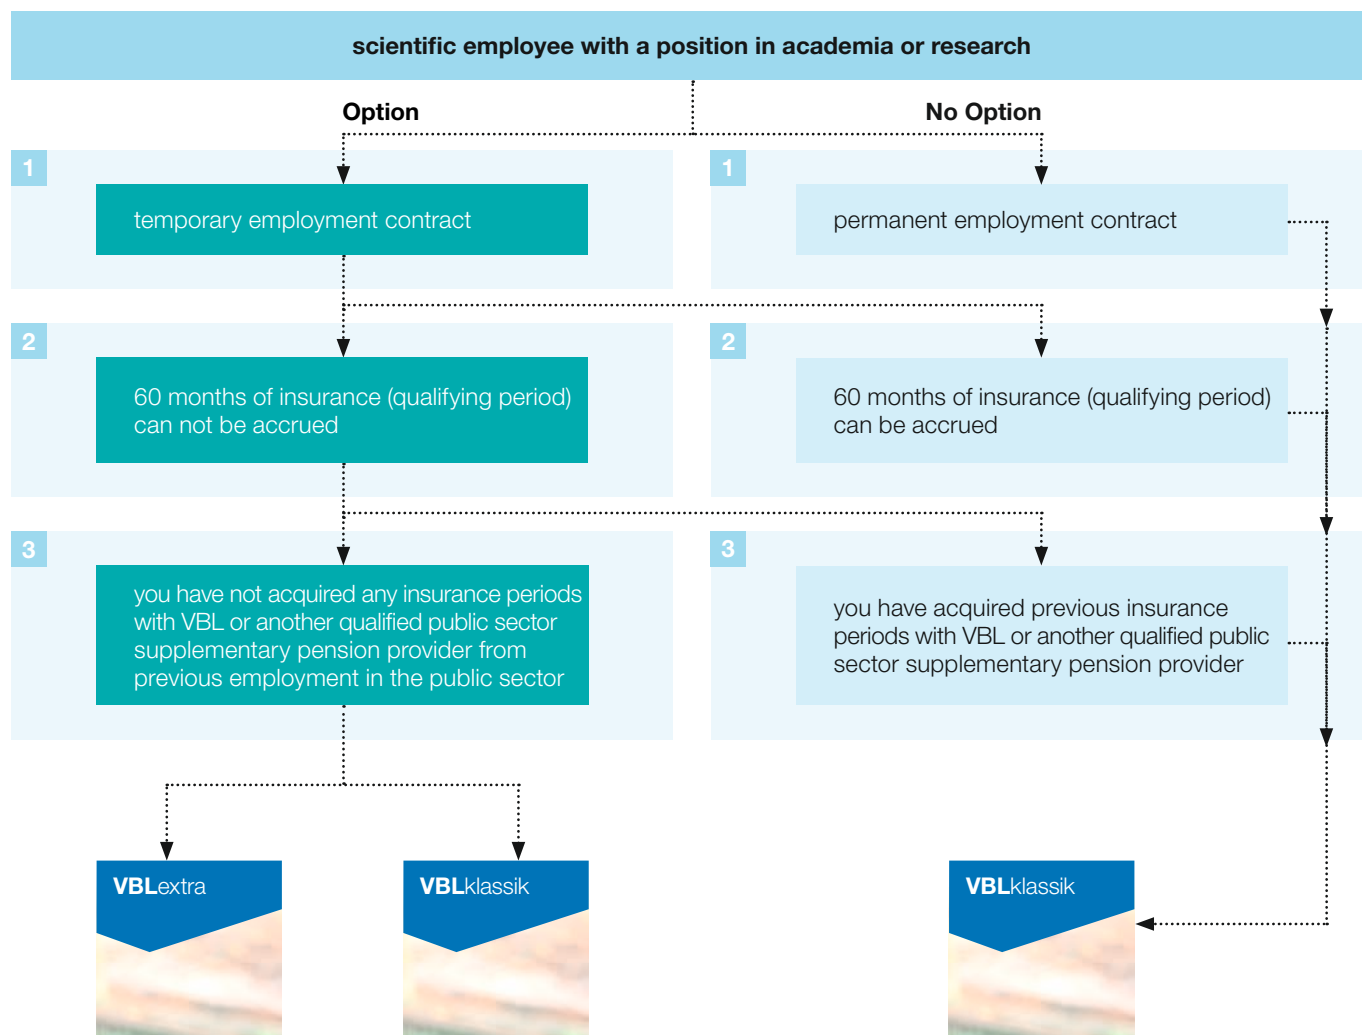 scientific employee with a position in academia or research
Option
No Option
1
temporary employment contract
1
permanent employment contract
2
60 months of insurance (qualifying period)
can not be accrued
2
60 months of insurance (qualifying period)
can be accrued
3
you have not acquired any insurance periods
with VBL or another qualified public sector
supplementary pension provider from
previous employment in the public sector
3
you have acquired previous insurance
periods with VBL or another qualified public
sector supplementary pension provider
VBLextra
VBLklassik
VBLklassik